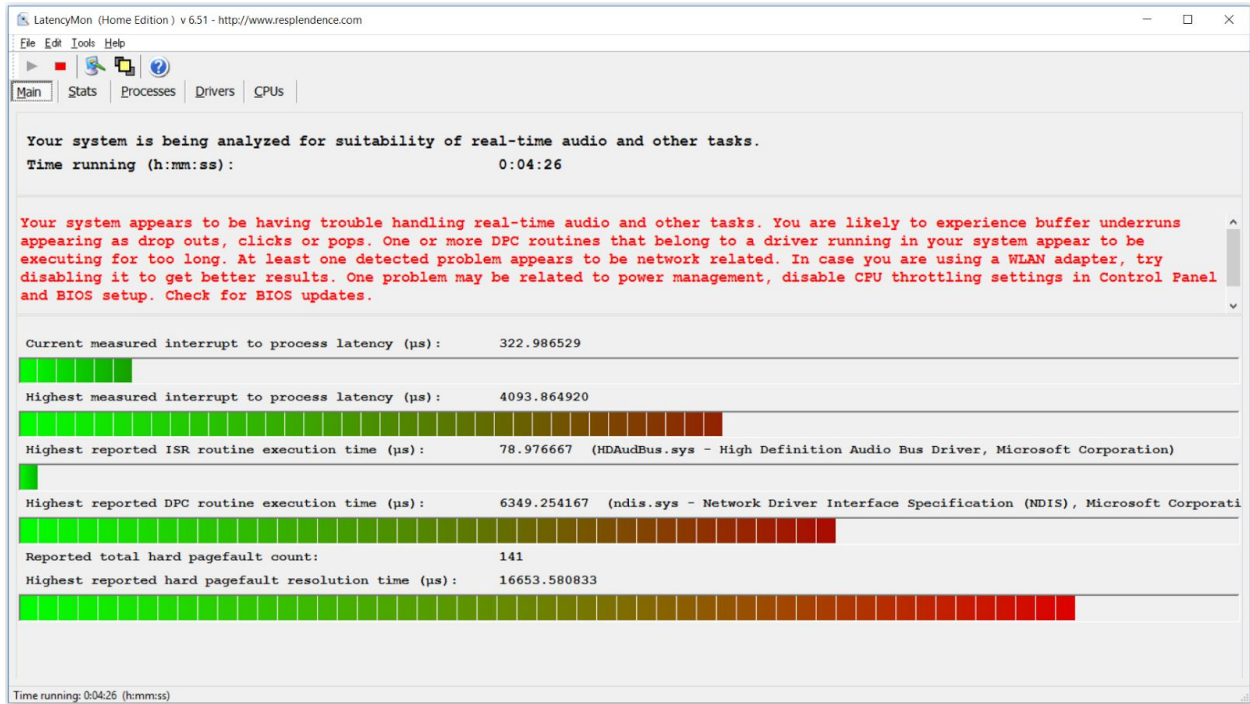 LatencyMon (Home Edition ) v 6.51 - http://www.resplendence.com
File Edit Tools Help
Main Stats Processes Drivers CPUs
Your system is being analyzed for suitability of real-time audio and other tasks.
Time running (h:mm:ss): 0:04:26
Your system appears to be having trouble handling real-time audio and other tasks. You are likely to experience buffer underruns
appearing as drop outs, clicks or pops. One or more DPC routines that belong to a driver running in your system appear to be
executing for too long. At least one detected problem appears to be network related. In case you are using a WLAN adapter, try
disabling it to get better results. One problem may be related to power management, disable CPU throttling settings in Control Panel
and BIOS setup. Check for BIOS updates.
Current measured interrupt to process latency (µs): 322.986529
Highest measured interrupt to process latency (µs): 4093.864920
Highest reported ISR routine execution time (µs): 78.976667 (HDAudBus.sys - High Definition Audio Bus Driver, Microsoft Corporation)
Highest reported DPC routine execution time (µs): 6349.254167 (ndis.sys - Network Driver Interface Specification (NDIS), Microsoft Corporati
Reported total hard pagefault count: 141
Highest reported hard pagefault resolution time (µs): 16653.580833
Time running: 0:04:26 (h:mm:ss)